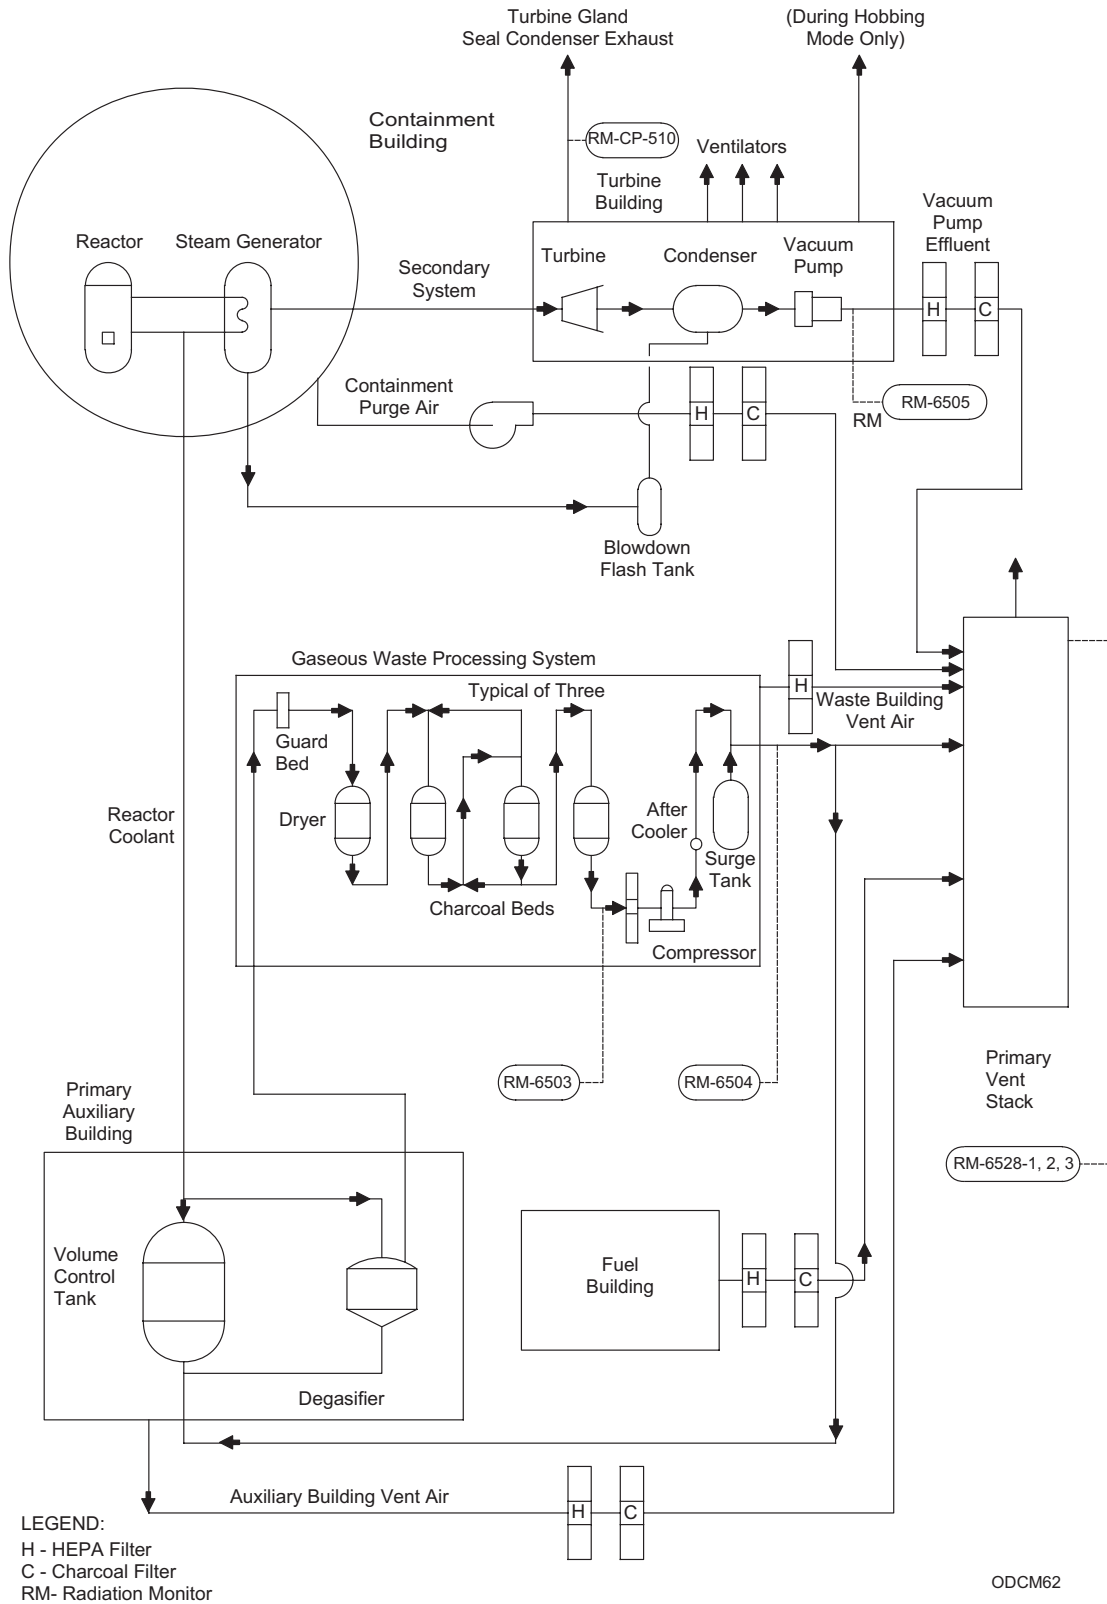 Turbine Gland
Seal Condenser Exhaust
(During Hobbing
Mode Only)
Containment
Building
RM-CP-510
Ventilators
Turbine
Building
Vacuum
Pump
Effluent
Reactor
Steam Generator
Secondary
System
Turbine
Condenser
Vacuum
Pump
H
C
Containment
Purge Air
H
C
RM
RM-6505
Blowdown
Flash Tank
Gaseous Waste Processing System
Typical of Three
H
Waste Building
Vent Air
Guard
Bed
Reactor
Coolant
Dryer
After
Cooler
Surge
Tank
Charcoal Beds
Compressor
RM-6503
RM-6504
Primary
Vent
Stack
Primary
Auxiliary
Building
RM-6528-1, 2, 3
Volume
Control
Tank
Fuel
Building
H
C
Degasifier
Auxiliary Building Vent Air
H
C
LEGEND:
H - HEPA Filter
C - Charcoal Filter
RM- Radiation Monitor
ODCM62